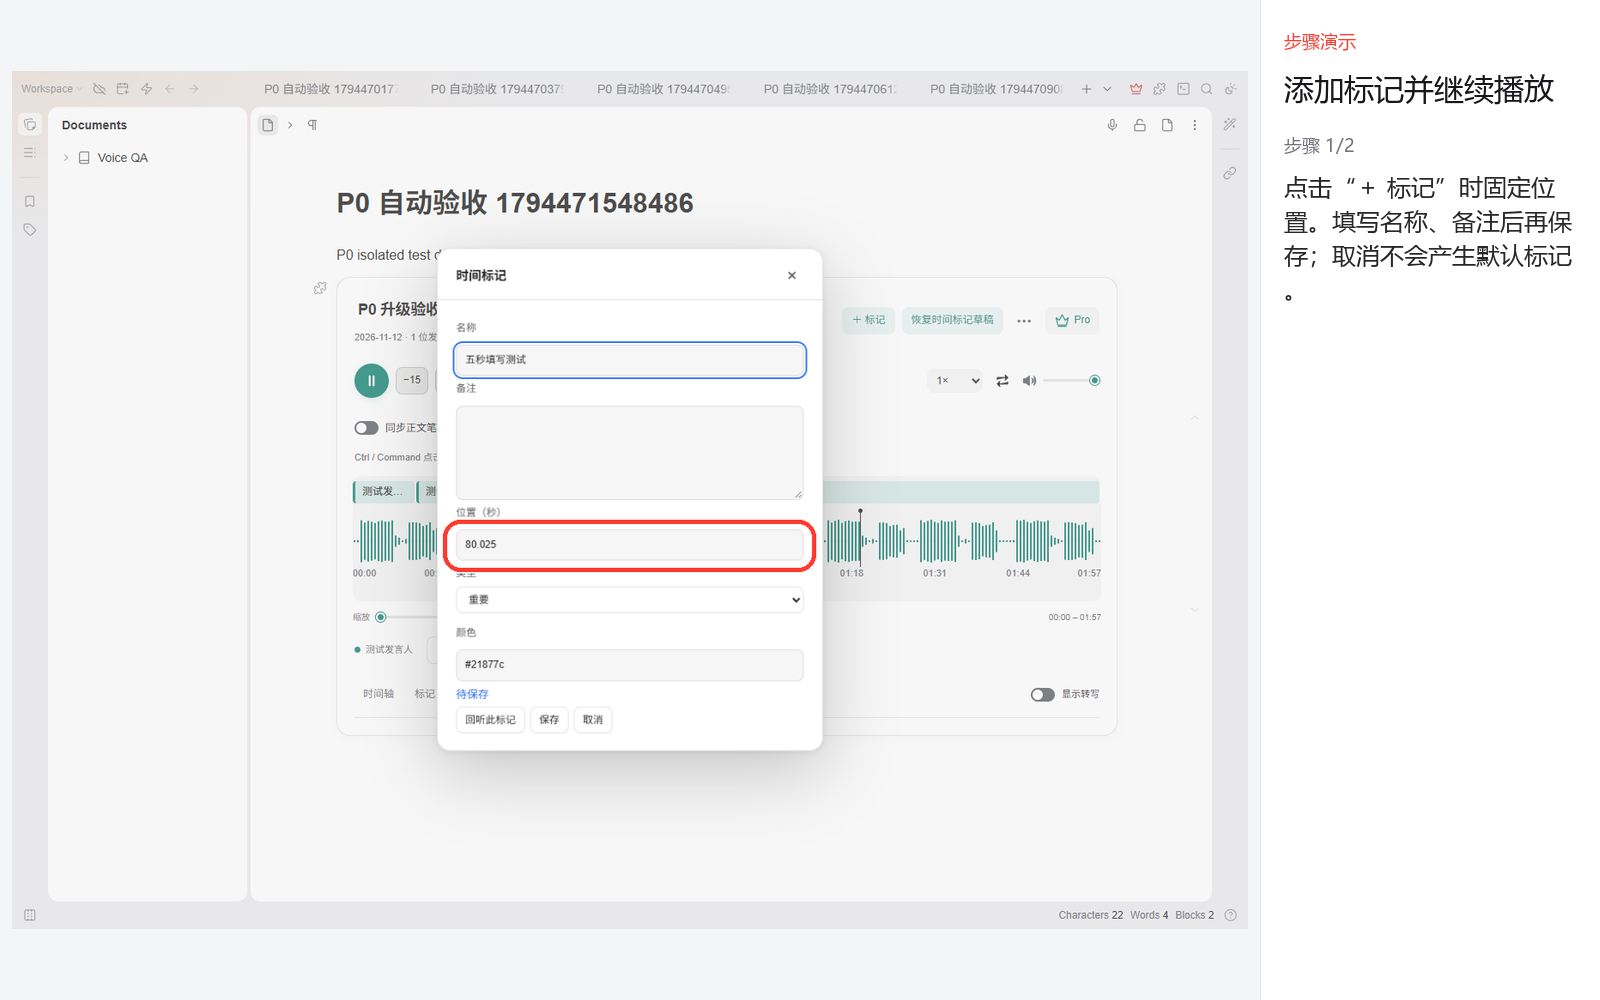 Workspace
P0 自动验收 179447017
P0 自动验收 179447037
P0 自动验收 179447049
P0 自动验收 179447061
P0 自动验收 179447090
Documents
Voice QA
P0 自动验收 1794471548486
P0 isolated test
P0 升级验收
2026-11-12 · 1 位发
+ 标记
恢复时间标记草稿
Pro
−15
1×
同步正文笔
Ctrl / Command 点击
测试发…
测
00:00
00:
01:18
01:31
01:44
01:57
缩放
00:00 – 01:57
测试发言人
时间轴
标记
显示转写
时间标记
名称
五秒填写测试
备注
位置（秒）
80.025
类型
重要
颜色
#21877c
待保存
回听此标记
保存
取消
Characters 22 Words 4 Blocks 2
步骤演示
添加标记并继续播放
步骤 1/2
点击“＋ 标记”时固定位
置。填写名称、备注后再保
存；取消不会产生默认标记
。